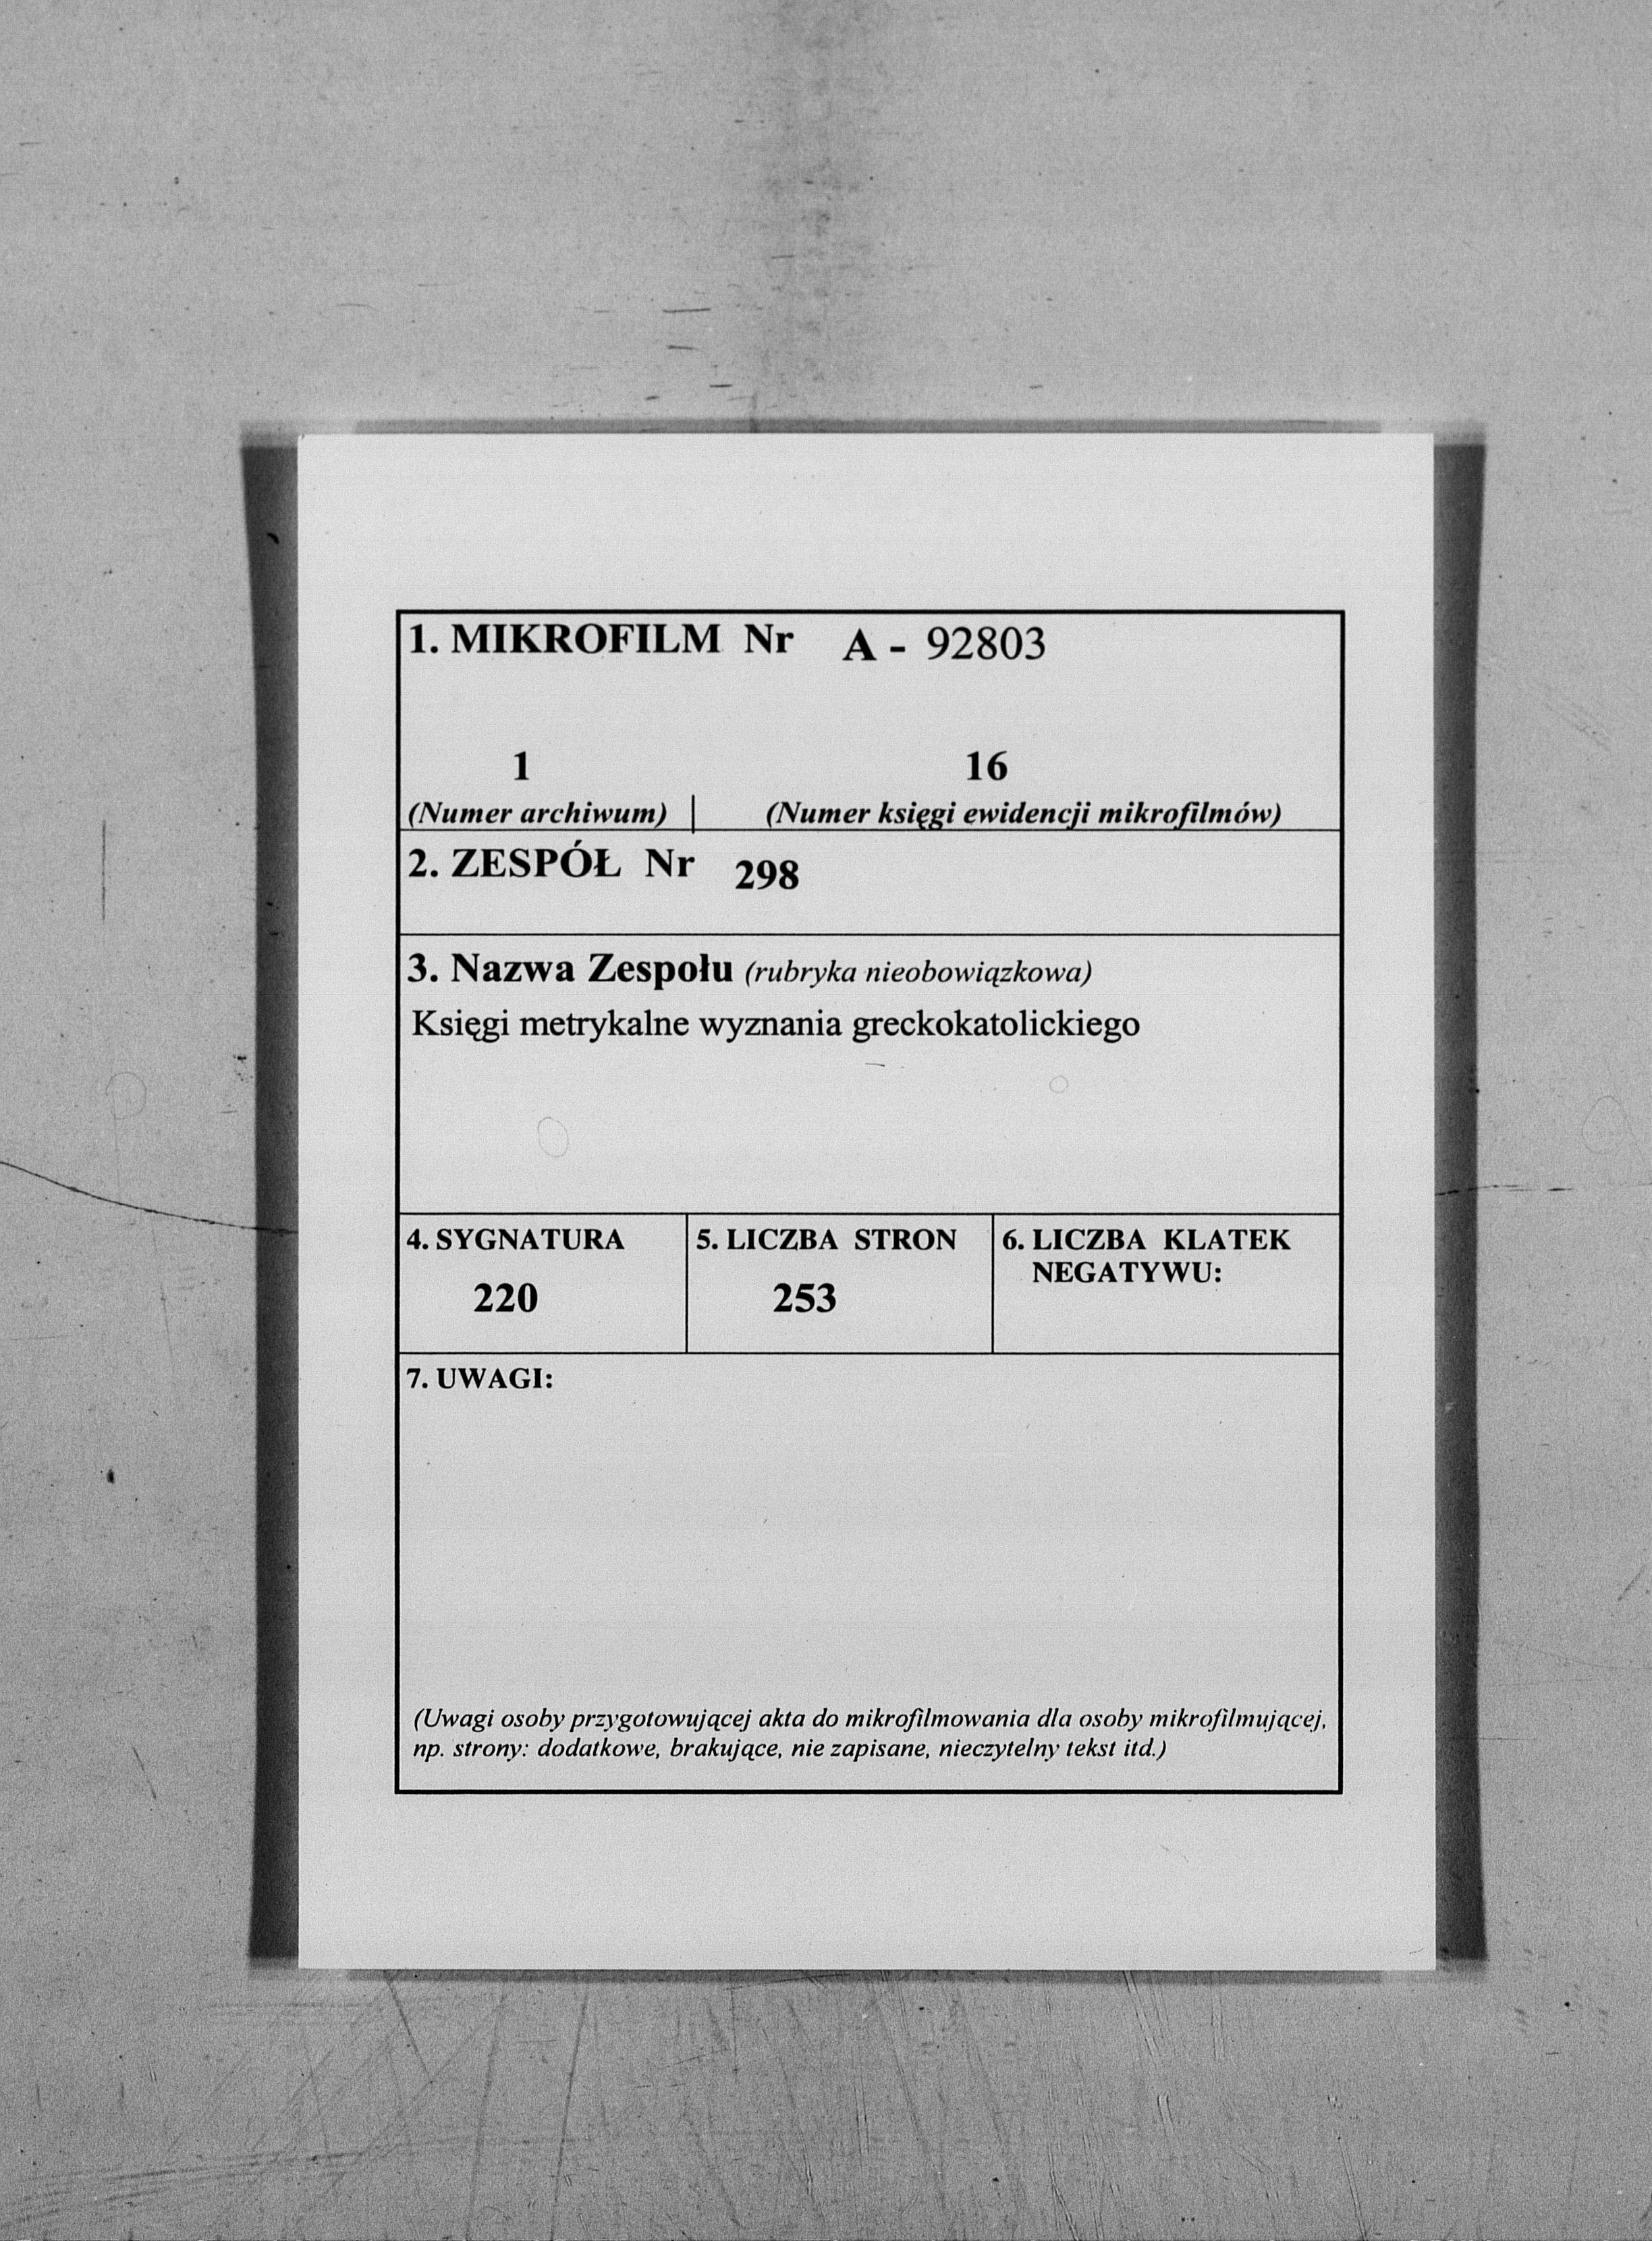 1. MIKROFILM Nr A - 92803
1 16
(Numer archiwum) | (Numer księgi ewidencji mikrofilmów)
2. ZESPÓŁ Nr 298
3. Nazwa Zespołu (rubryka nieobowiązkowa)
Księgi metrykalne wyznania greckokatolickiego
4. SYGNATURA
220
5. LICZBA STRON
253
6. LICZBA KLATEK
NEGATYWU:
7. UWAGI:
(Uwagi osoby przygotowującej akta do mikrofilmowania dla osoby mikrofilmującej,
np. strony: dodatkowe, brakujące, nie zapisane, nieczytelny tekst itd.)